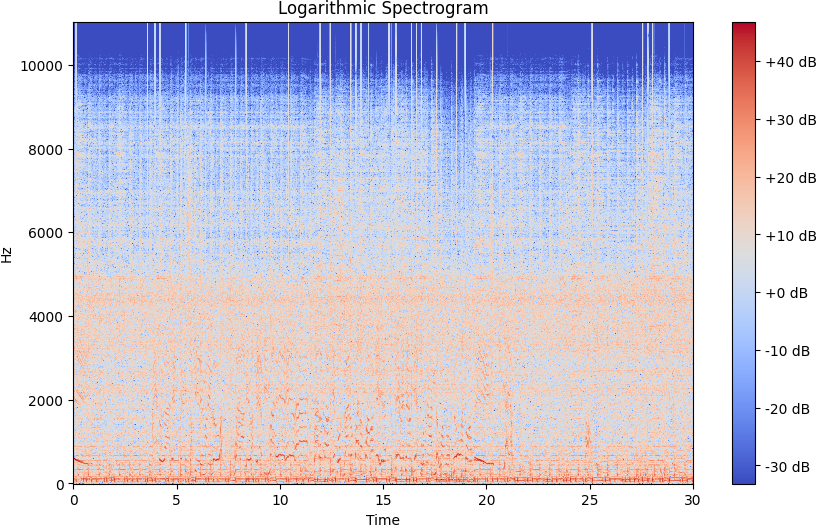 Logarithmic Spectrogram
Hz
10000
8000
6000
4000
2000
0
0 5 10 15 20 25 30
Time
+40 dB
+30 dB
+20 dB
+10 dB
+0 dB
-10 dB
-20 dB
-30 dB